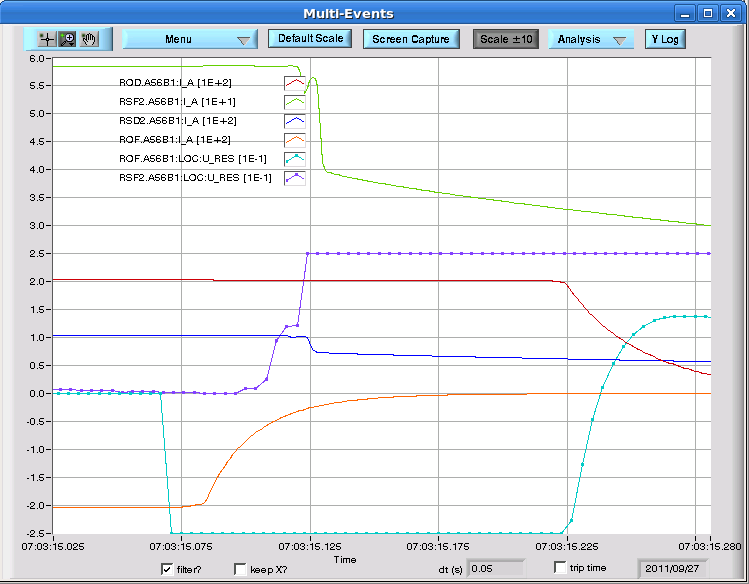 Multi-Events
Menu Default Scale Screen Capture Scale ±10 Analysis Y Log
6.0
5.5
5.0
4.5
4.0
3.5
3.0
2.5
2.0
1.5
1.0
0.5
0.0
-0.5
-1.0
-1.5
-2.0
-2.5
ROD.A56B1:I_A [1E+2]
RSF2.A56B1:I_A [1E+1]
RSD2.A56B1:I_A [1E+2]
ROF.A56B1:I_A [1E+2]
ROF.A56B1:LOC:U_RES [1E-1]
RSF2.A56B1:LOC:U_RES [1E-1]
07:03:15.025 07:03:15.075 07:03:15.125 07:03:15.175 07:03:15.225 07:03:15.280
Time
filter? keep X? dt (s) 0.05 trip time 2011/09/27